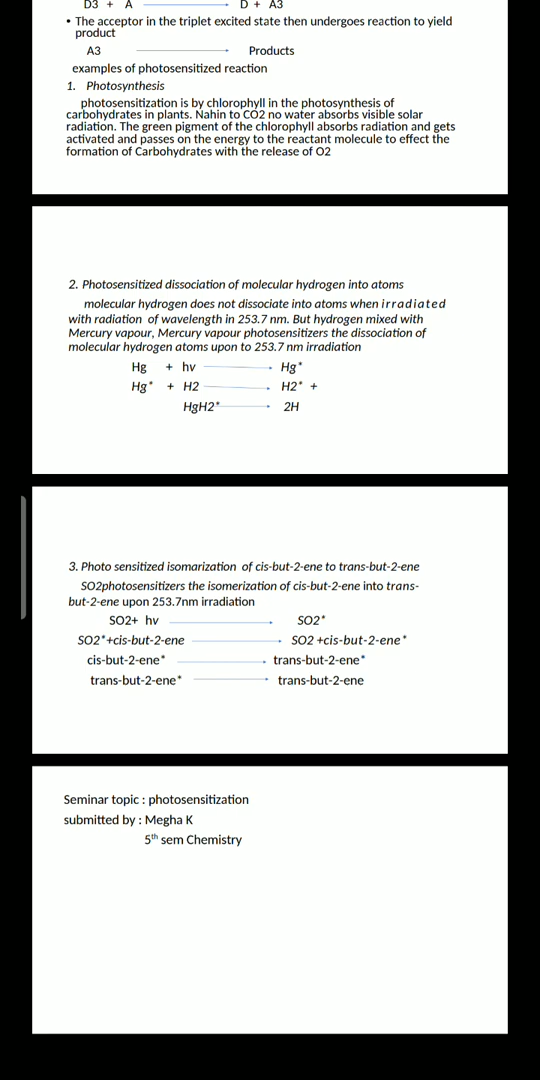 D3 + A → D + A3
• The acceptor in the triplet excited state then undergoes reaction to yield
product
A3 → Products
examples of photosensitized reaction
1. Photosynthesis
photosensitization is by chlorophyll in the photosynthesis of
carbohydrates in plants. Nahin to CO2 no water absorbs visible solar
radiation. The green pigment of the chlorophyll absorbs radiation and gets
activated and passes on the energy to the reactant molecule to effect the
formation of Carbohydrates with the release of O2
2. Photosensitized dissociation of molecular hydrogen into atoms
molecular hydrogen does not dissociate into atoms when irradiated
with radiation of wavelength in 253.7 nm. But hydrogen mixed with
Mercury vapour, Mercury vapour photosensitizers the dissociation of
molecular hydrogen atoms upon to 253.7 nm irradiation
Hg + hv → Hg*
Hg* + H2 → H2* +
HgH2* → 2H
3. Photo sensitized isomarization of cis-but-2-ene to trans-but-2-ene
SO2photosensitizers the isomerization of cis-but-2-ene into trans-
but-2-ene upon 253.7nm irradiation
SO2+ hv → SO2*
SO2*+cis-but-2-ene → SO2 +cis-but-2-ene*
cis-but-2-ene* → trans-but-2-ene*
trans-but-2-ene* → trans-but-2-ene
Seminar topic : photosensitization
submitted by : Megha K
5th sem Chemistry